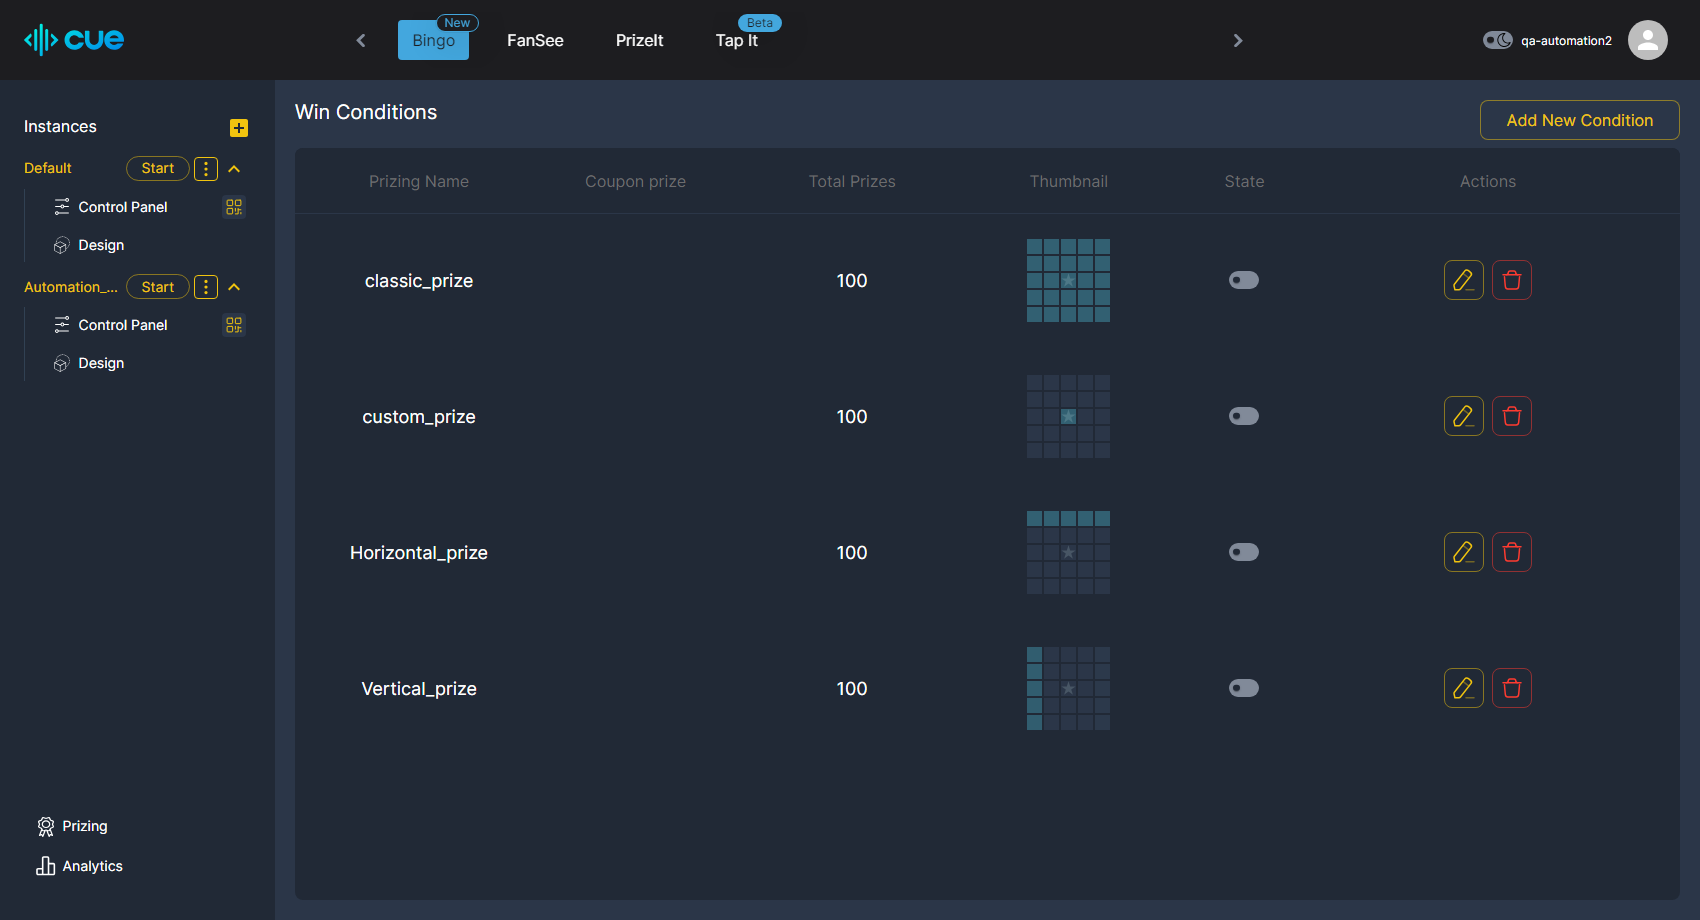 cue
Bingo
New
FanSee
PrizeIt
Tap It
Beta
qa-automation2
Instances
Default
Start
Control Panel
Design
Automation_...
Start
Control Panel
Design
Prizing
Analytics
Win Conditions
Add New Condition
Prizing Name Coupon prize Total Prizes Thumbnail State Actions
classic_prize 100
custom_prize 100
Horizontal_prize 100
Vertical_prize 100